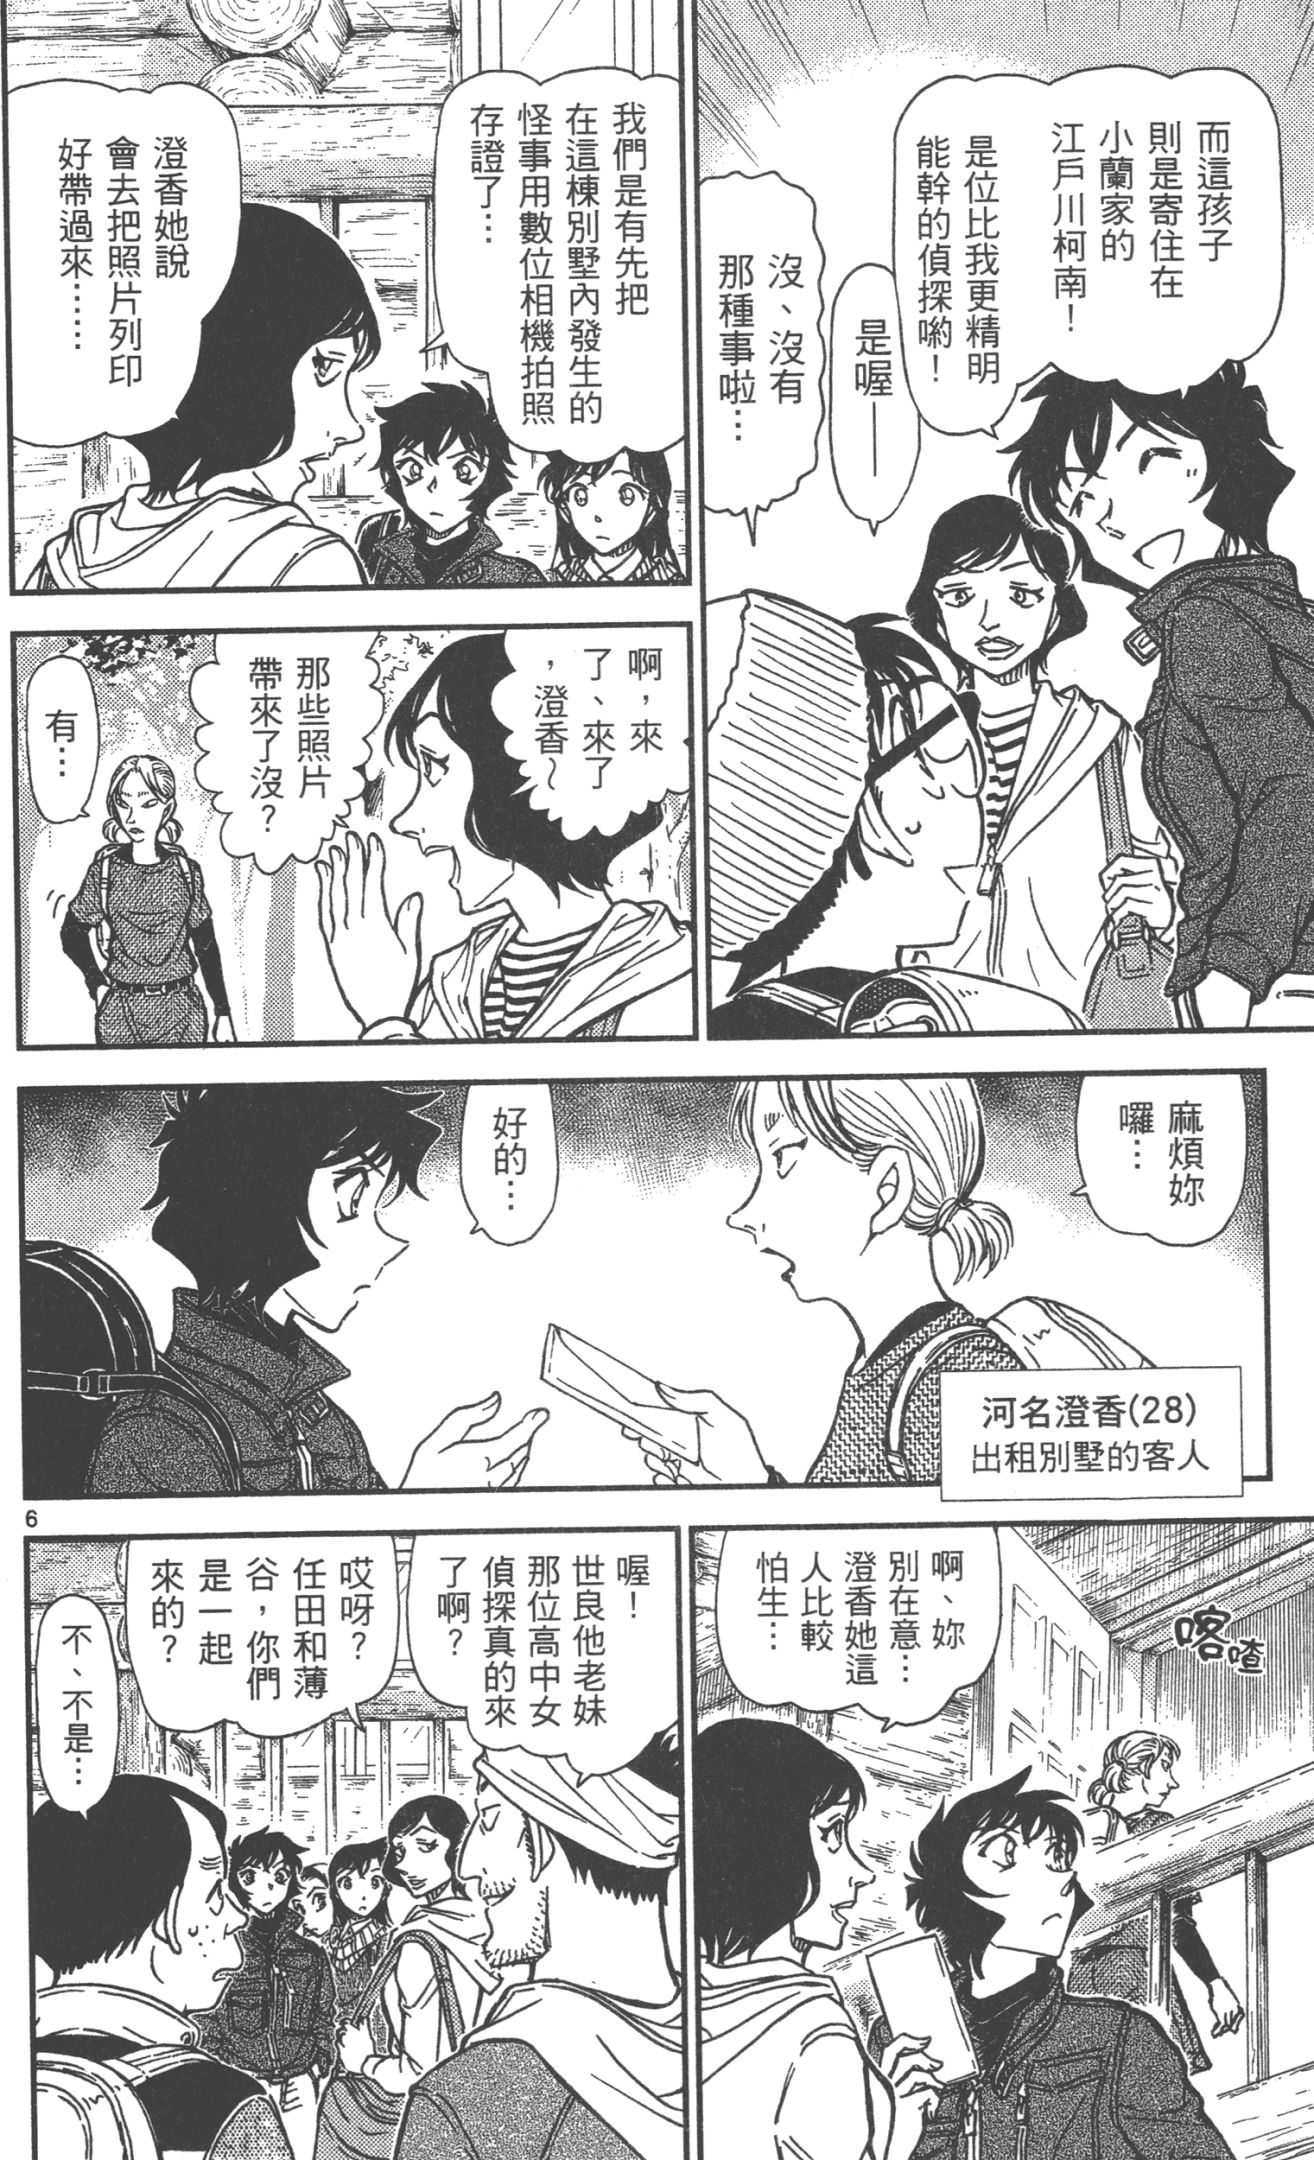 而這孩子
則是寄住在
小蘭家的
江戶川柯南！
是位比我更精明
能幹的偵探喲！
是喔——
沒、沒有
那種事啦…
我們是有先把
在這棟別墅內發生的
怪事用數位相機拍照
存證了…
澄香她說
會去把照片列印
好帶過來……
啊，來
了、來了
，澄香～
那些照片
帶來了沒？
有…
麻煩妳
囉…
好的…
河名澄香(28)
出租別墅的客人
喀喳
啊、妳
別在意…
澄香她這
人比較
怕生…
喔！
世良他老妹
那位高中女
偵探真的來
了啊？
哎呀？
任田和薄
谷，你們
是一起
來的？
不、不是…
6